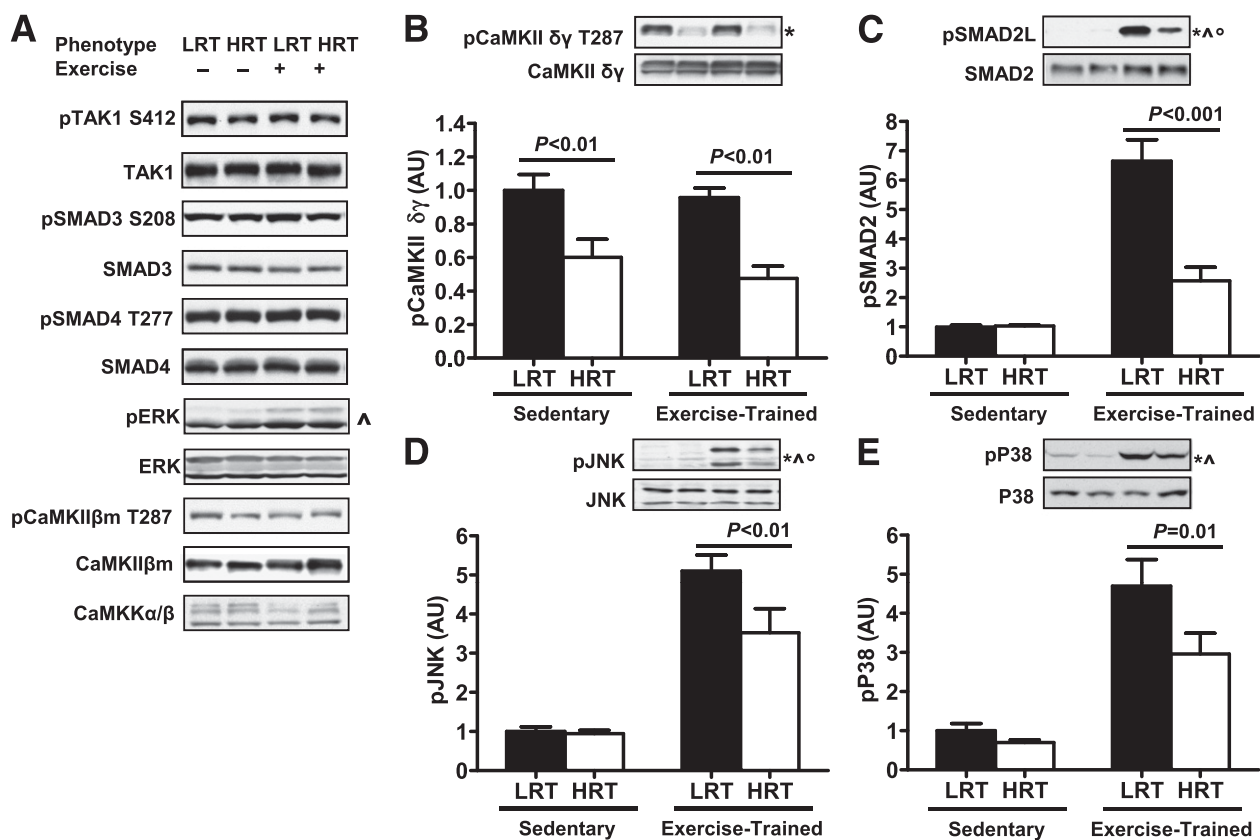 A
Phenotype LRT HRT LRT HRT
Exercise – – + +
pTAK1 S412
TAK1
pSMAD3 S208
SMAD3
pSMAD4 T277
SMAD4
pERK ^
ERK
pCaMKIIβm T287
CaMKIIβm
CaMKKα/β
B
pCaMKII δγ T287 *
CaMKII δγ
pCaMKII δγ (AU)
1.4
1.2
1.0
0.8
0.6
0.4
0.2
0.0
P<0.01
P<0.01
LRT HRT LRT HRT
Sedentary Exercise-Trained
C
pSMAD2L *^°
SMAD2
pSMAD2 (AU)
8
7
6
5
4
3
2
1
0
P<0.001
LRT HRT LRT HRT
Sedentary Exercise-Trained
D
pJNK *^°
JNK
pJNK (AU)
6
5
4
3
2
1
0
P<0.01
LRT HRT LRT HRT
Sedentary Exercise-Trained
E
pP38 *^
P38
pP38 (AU)
6
5
4
3
2
1
0
P=0.01
LRT HRT LRT HRT
Sedentary Exercise-Trained